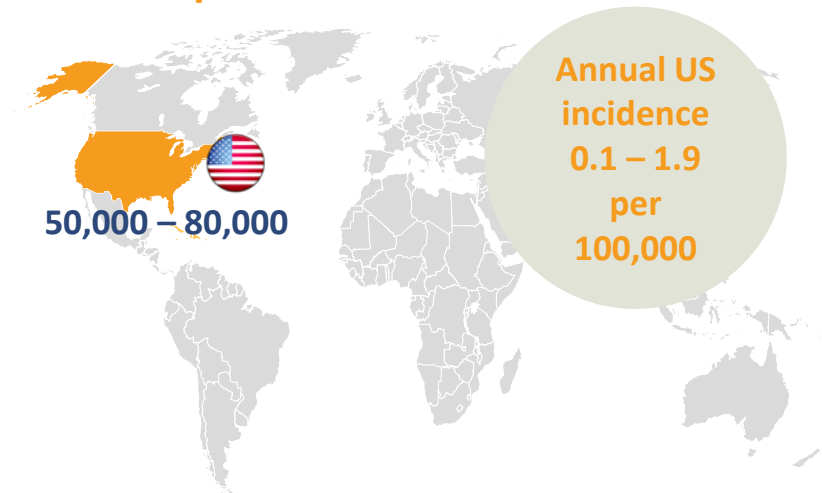 50,000 – 80,000
Annual US
incidence
0.1 – 1.9
per
100,000